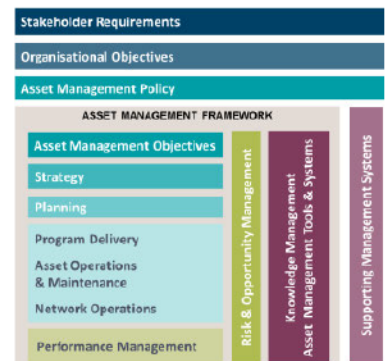 Stakeholder Requirements
Organisational Objectives
Asset Management Policy
ASSET MANAGEMENT FRAMEWORK
Asset Management Objectives
Strategy
Planning
Program Delivery
Asset Operations
& Maintenance
Network Operations
Performance Management
Risk & Opportunity Management
Knowledge Management
Asset Management Tools & Systems
Supporting Management Systems